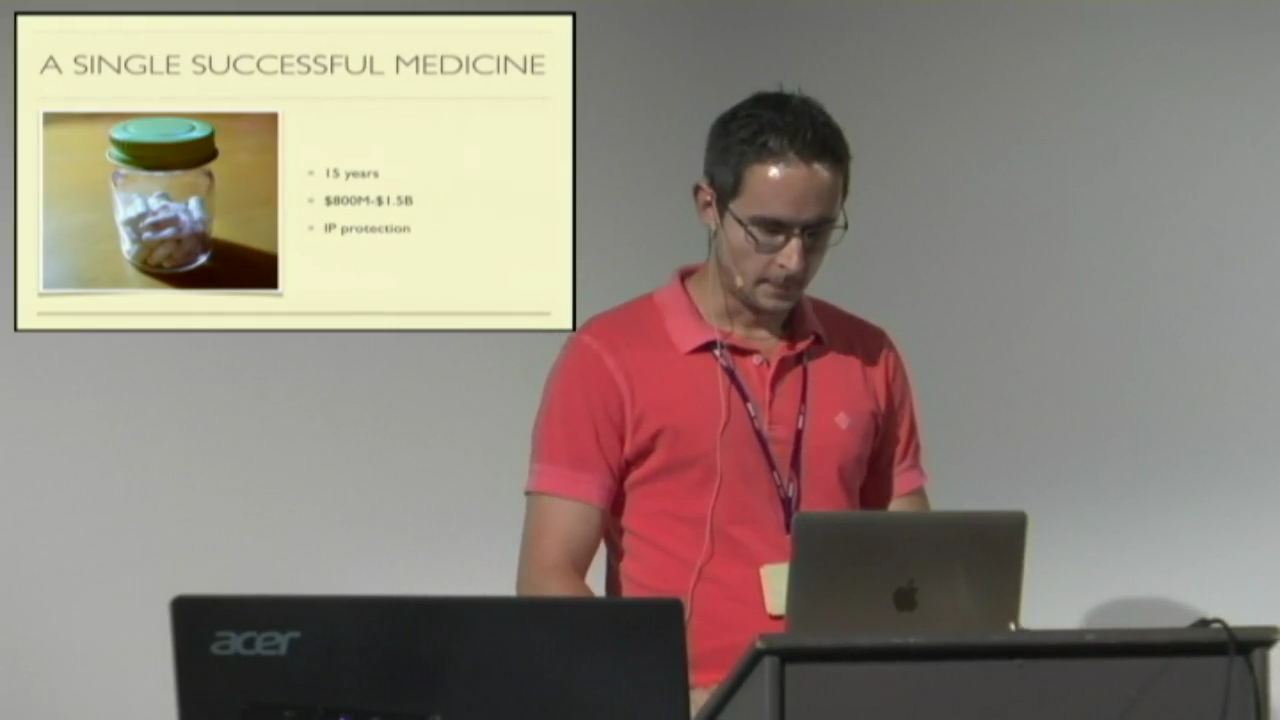 A SINGLE SUCCESSFUL MEDICINE
15 years
$800M-$1.5B
IP protection
acer